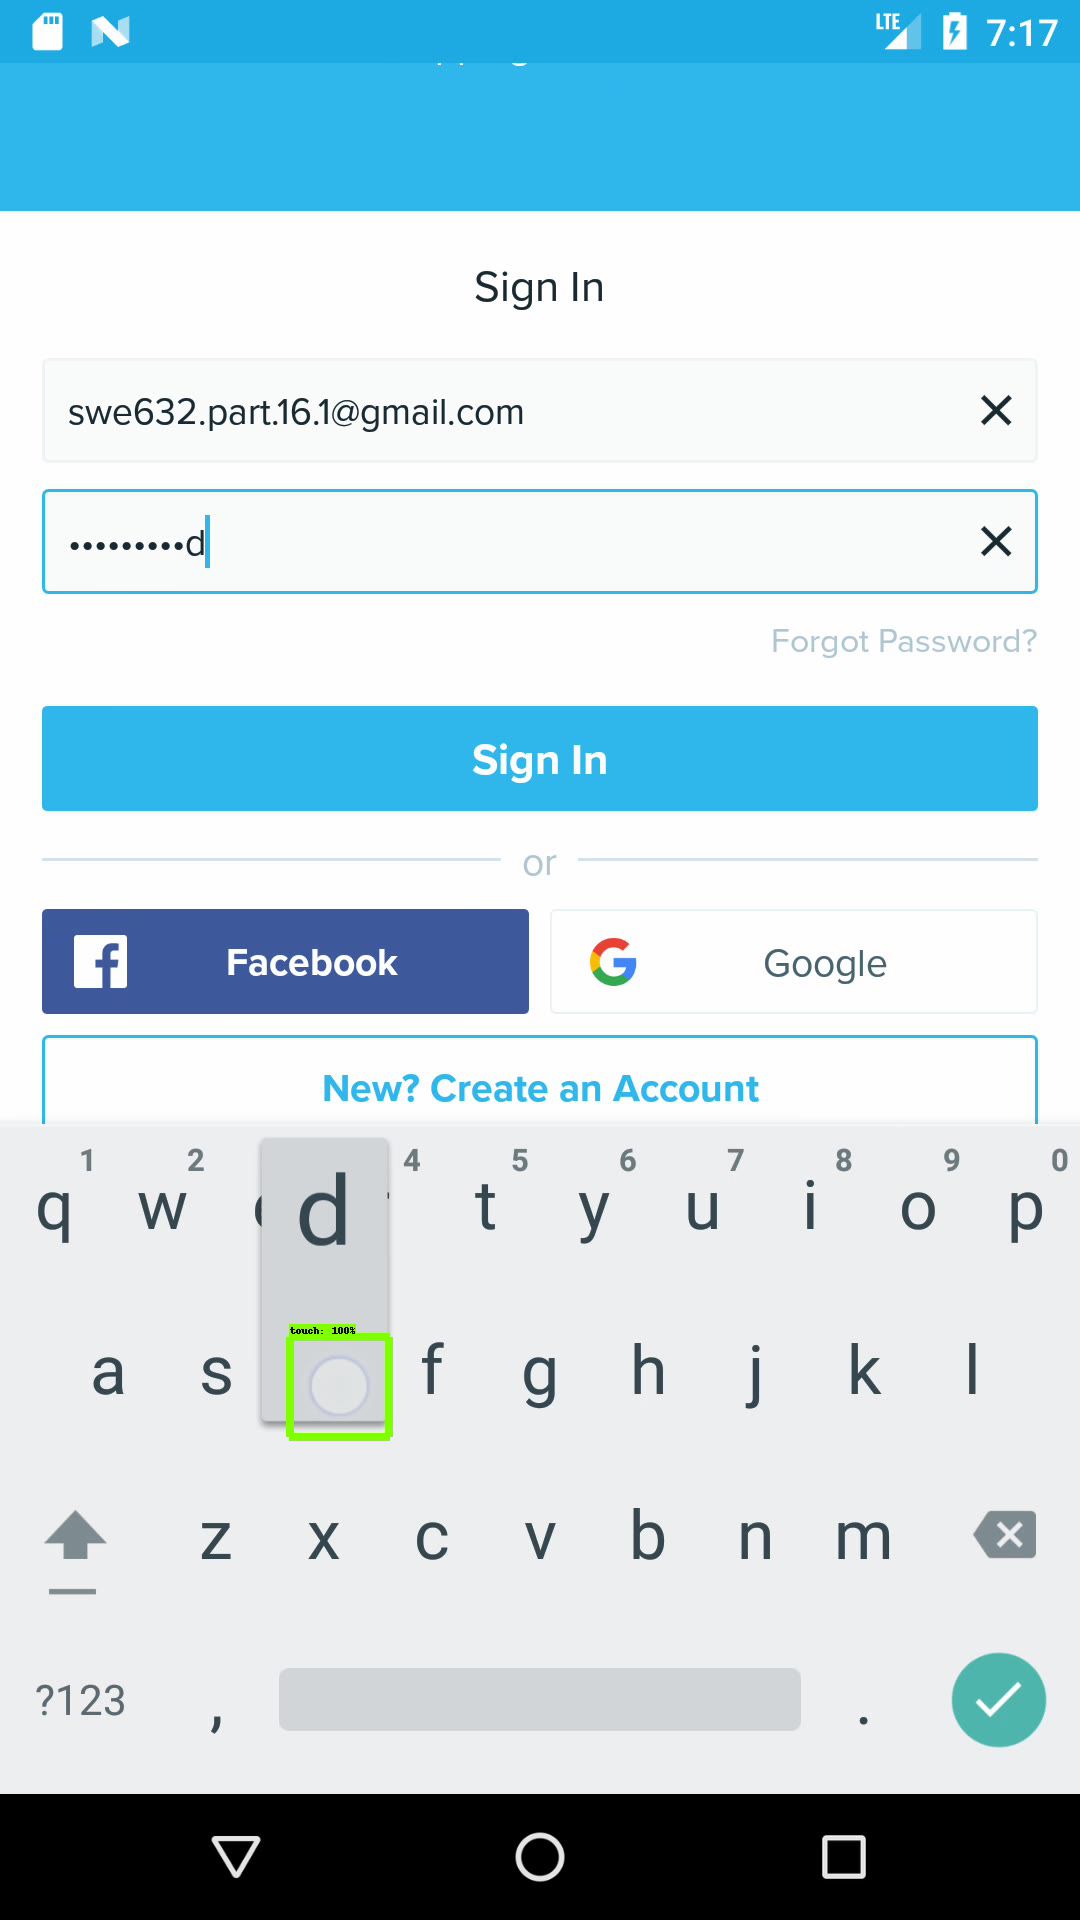 LTE 7:17
Sign In
swe632.part.16.1@gmail.com
•••••••••d
Forgot Password?
Sign In
or
Facebook
Google
New? Create an Account
1 2 4 5 6 7 8 9 0
q w d t y u i o p
touch: 100%
a s f g h j k l
z x c v b n m
?123 , .